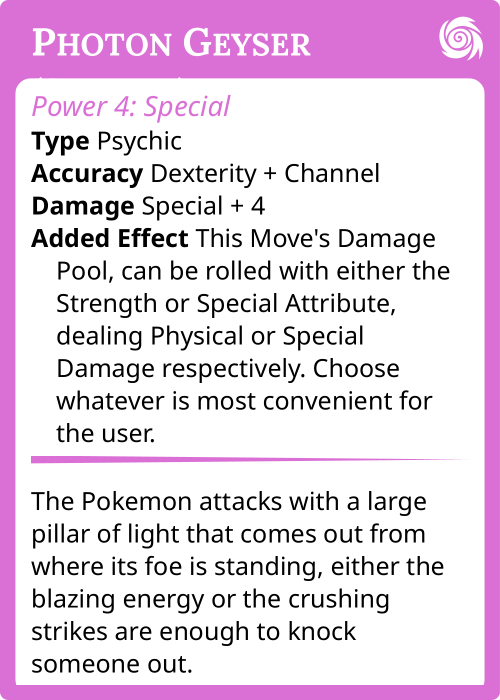 Photon Geyser
Power 4: Special
Type Psychic
Accuracy Dexterity + Channel
Damage Special + 4
Added Effect This Move's Damage
Pool, can be rolled with either the
Strength or Special Attribute,
dealing Physical or Special
Damage respectively. Choose
whatever is most convenient for
the user.
The Pokemon attacks with a large
pillar of light that comes out from
where its foe is standing, either the
blazing energy or the crushing
strikes are enough to knock
someone out.